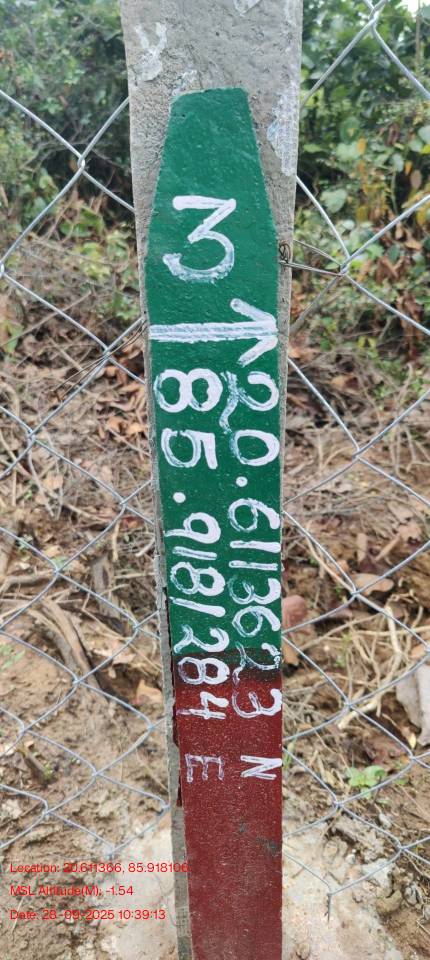 3
20.6113623 N
85.9181284 E
Location: 20.611366, 85.918106
MSL Altitude(M), -1.54
Date: 28-09-2025 10:39:13